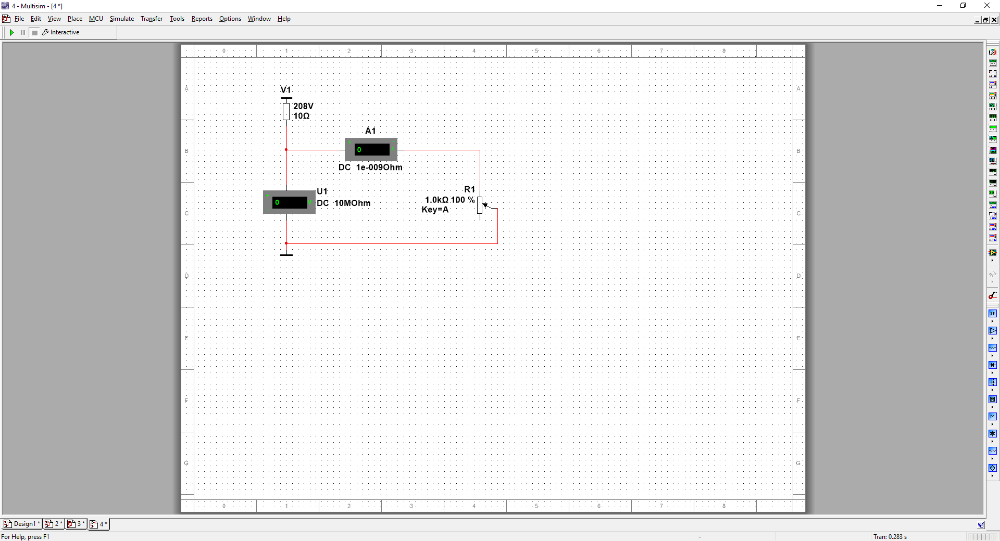 4 - Multisim - [4 *]
File Edit View Place MCU Simulate Transfer Tools Reports Options Window Help
Interactive
0 1 2 3 4 5 6 7 8
A A
V1
208V
10Ω
A1
B 0 A B
DC 1e-009Ohm
U1
R1
0 V DC 10MOhm
1.0kΩ 100 %
Key=A
C C
D D
E E
F F
G G
0 1 2 3 4 5 6 7 8
Design1 * 2 * 3 * 4 *
For Help, press F1 - Tran: 0.283 s